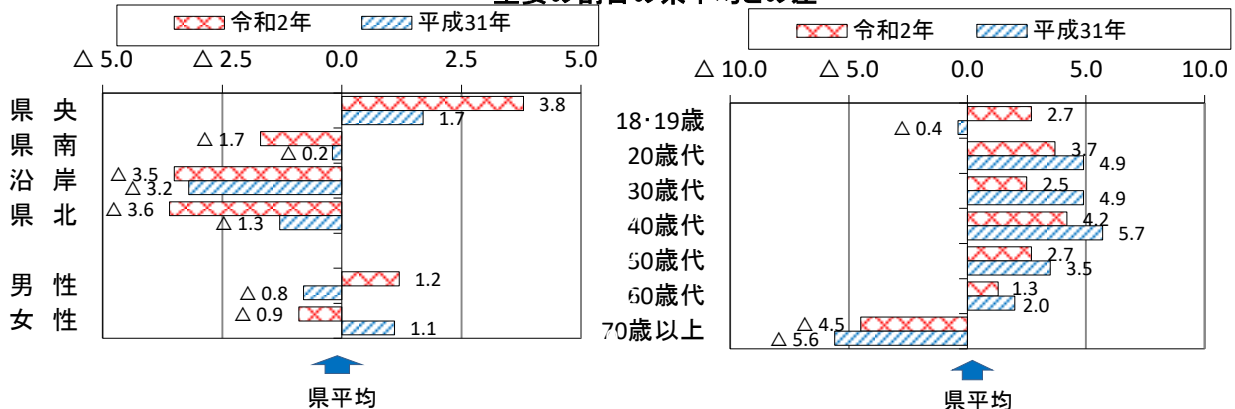 令和2年 平成31年
△ 5.0 △ 2.5 0.0 2.5 5.0
県 央 3.8
1.7
県 南 △ 1.7
△ 0.2
沿 岸 △ 3.5
△ 3.2
県 北 △ 3.6
△ 1.3
男 性 1.2
△ 0.8
女 性 △ 0.9
1.1
県平均
令和2年 平成31年
△ 10.0 △ 5.0 0.0 5.0 10.0
18･19歳 2.7
△ 0.4
20歳代 3.7
4.9
30歳代 2.5
4.9
40歳代 4.2
5.7
50歳代 2.7
3.5
60歳代 1.3
2.0
70歳以上 △ 4.5
△ 5.6
県平均